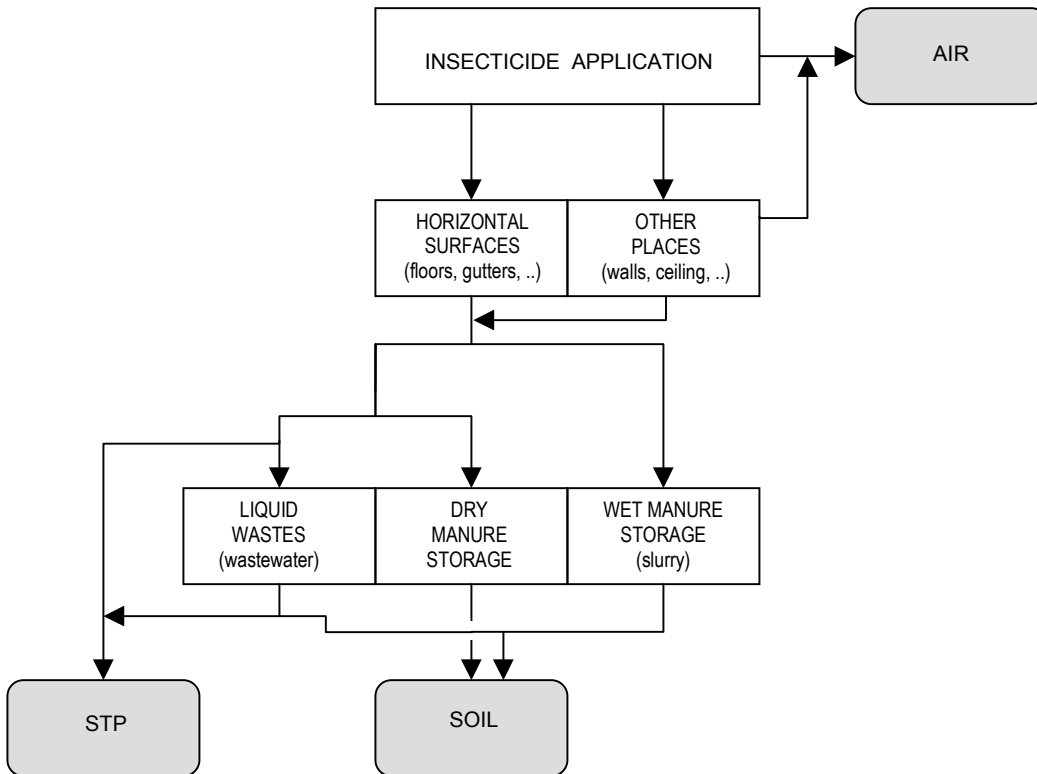 INSECTICIDE APPLICATION
AIR
HORIZONTAL
SURFACES
(floors, gutters, ..)
OTHER
PLACES
(walls, ceiling, ..)
LIQUID
WASTES
(wastewater)
DRY
MANURE
STORAGE
WET MANURE
STORAGE
(slurry)
STP
SOIL